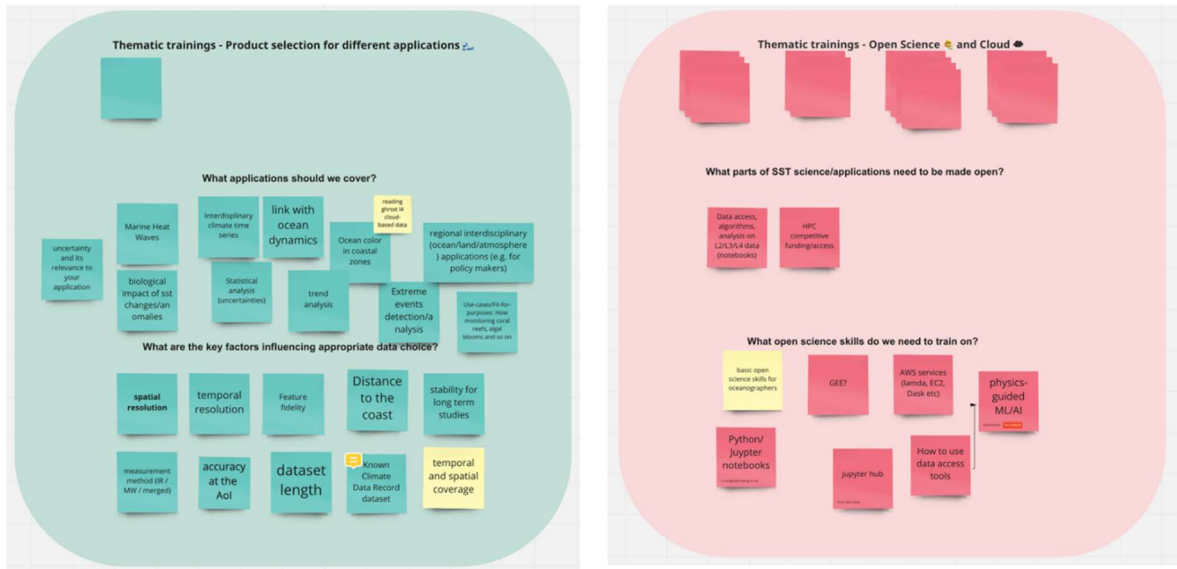 Thematic trainings - Product selection for different applications
What applications should we cover?
uncertainty
and its
relevance to
your
application
Marine Heat
Waves
biological
impact of sst
changes/an
omalies
Interdisplinary
climate time
series
link with
ocean
dynamics
reading
ghrsst l4
cloud-
based data
Ocean color
in coastal
zones
regional interdisciplinary
(ocean/land/atmosphere
) applications (e.g. for
policy makers)
Statistical
analysis
(uncertainties)
trend
analysis
Extreme
events
detection/a
nalysis
Use-cases/Fit-for-
purposes: How
monitoring coral
reefs, algal
blooms and so on
What are the key factors influencing appropriate data choice?
spatial
resolution
temporal
resolution
Feature
fidelity
Distance
to the
coast
stability for
long term
studies
measurement
method (IR /
MW / merged)
accuracy
at the
AoI
dataset
length
Known
Climate
Data Record
dataset
temporal
and spatial
coverage
Thematic trainings - Open Science and Cloud
What parts of SST science/applications need to be made open?
Data access,
algorithms,
analysis on
L2/L3/L4 data
(notebooks)
HPC
competitive
funding/access
What open science skills do we need to train on?
basic open
science skills for
oceanographers
GEE?
AWS services
(lamda, EC2,
Dask etc)
physics-
guided
ML/AI
Python/
Juypter
notebooks
jupyter hub
How to use
data access
tools